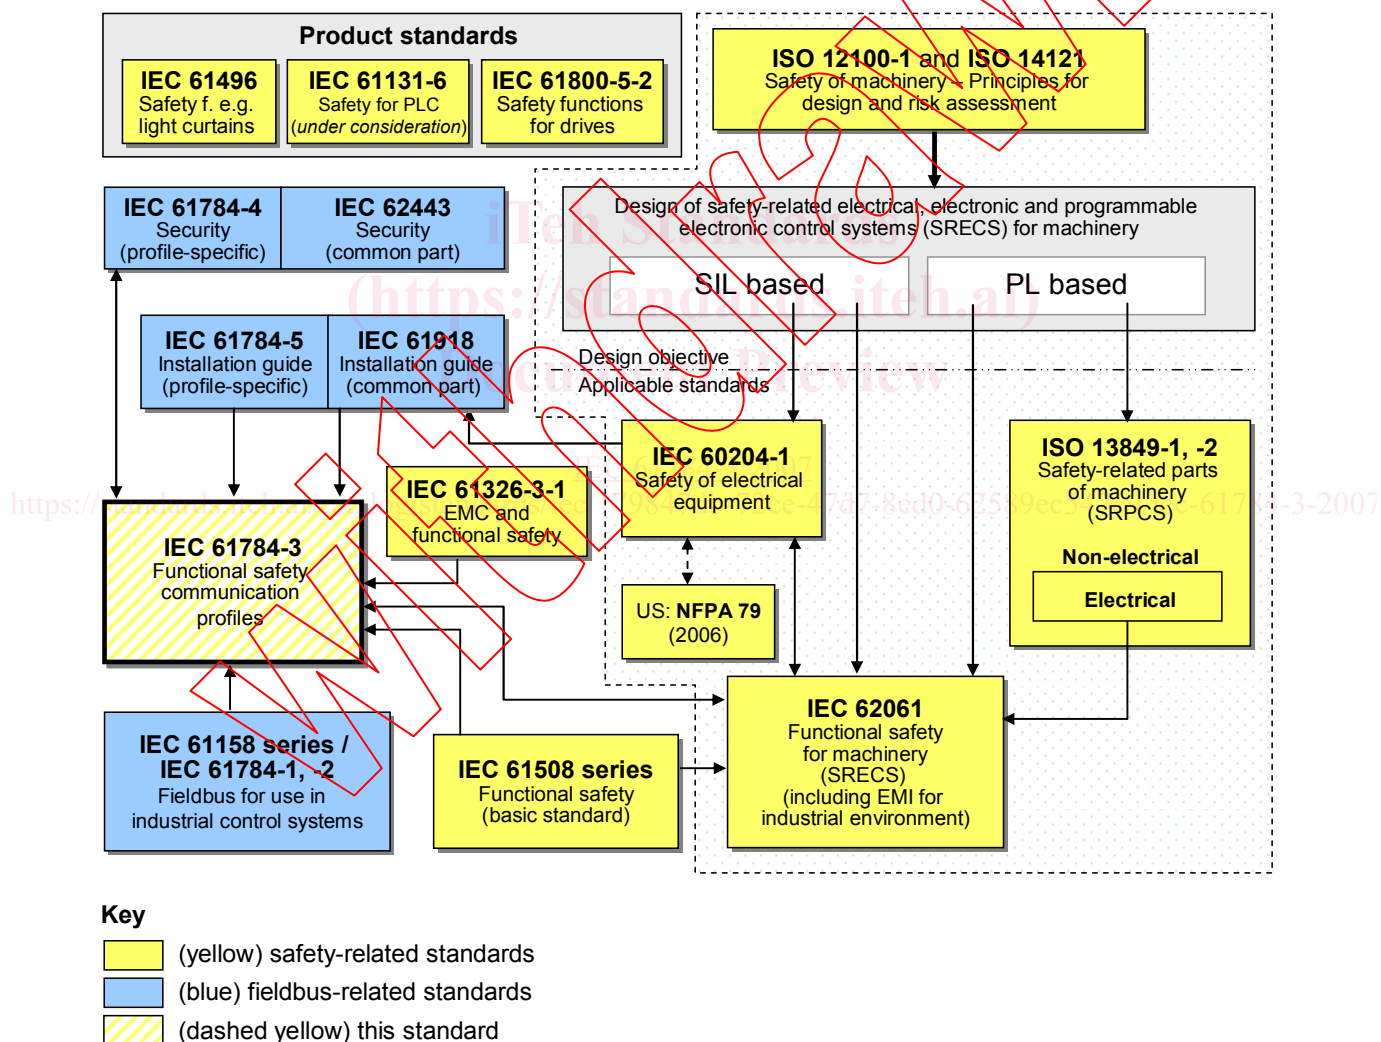 Product standards
IEC 61496
Safety f. e.g.
light curtains
IEC 61131-6
Safety for PLC
(under consideration)
IEC 61800-5-2
Safety functions
for drives
ISO 12100-1 and ISO 14121
Safety of machinery – Principles for
design and risk assessment
IEC 61784-4
Security
(profile-specific)
IEC 62443
Security
(common part)
Design of safety-related electrical, electronic and programmable
electronic control systems (SRECS) for machinery
SIL based
PL based
iTeh Standards
(https://standards.iteh.ai)
Document Preview
IEC 61784-5
Installation guide
(profile-specific)
IEC 61918
Installation guide
(common part)
Design objective
Applicable standards
IEC 60204-1
Safety of electrical
equipment
ISO 13849-1, -2
Safety-related parts
of machinery
(SRPCS)
Non-electrical
Electrical
IEC 61326-3-1
EMC and
functional safety
IEC 61784-3
Functional safety
communication
profiles
US: NFPA 79
(2006)
IEC 62061
Functional safety
for machinery
(SRECS)
(including EMI for
industrial environment)
IEC 61158 series /
IEC 61784-1, -2
Fieldbus for use in
industrial control systems
IEC 61508 series
Functional safety
(basic standard)
Key
(yellow) safety-related standards
(blue) fieldbus-related standards
(dashed yellow) this standard